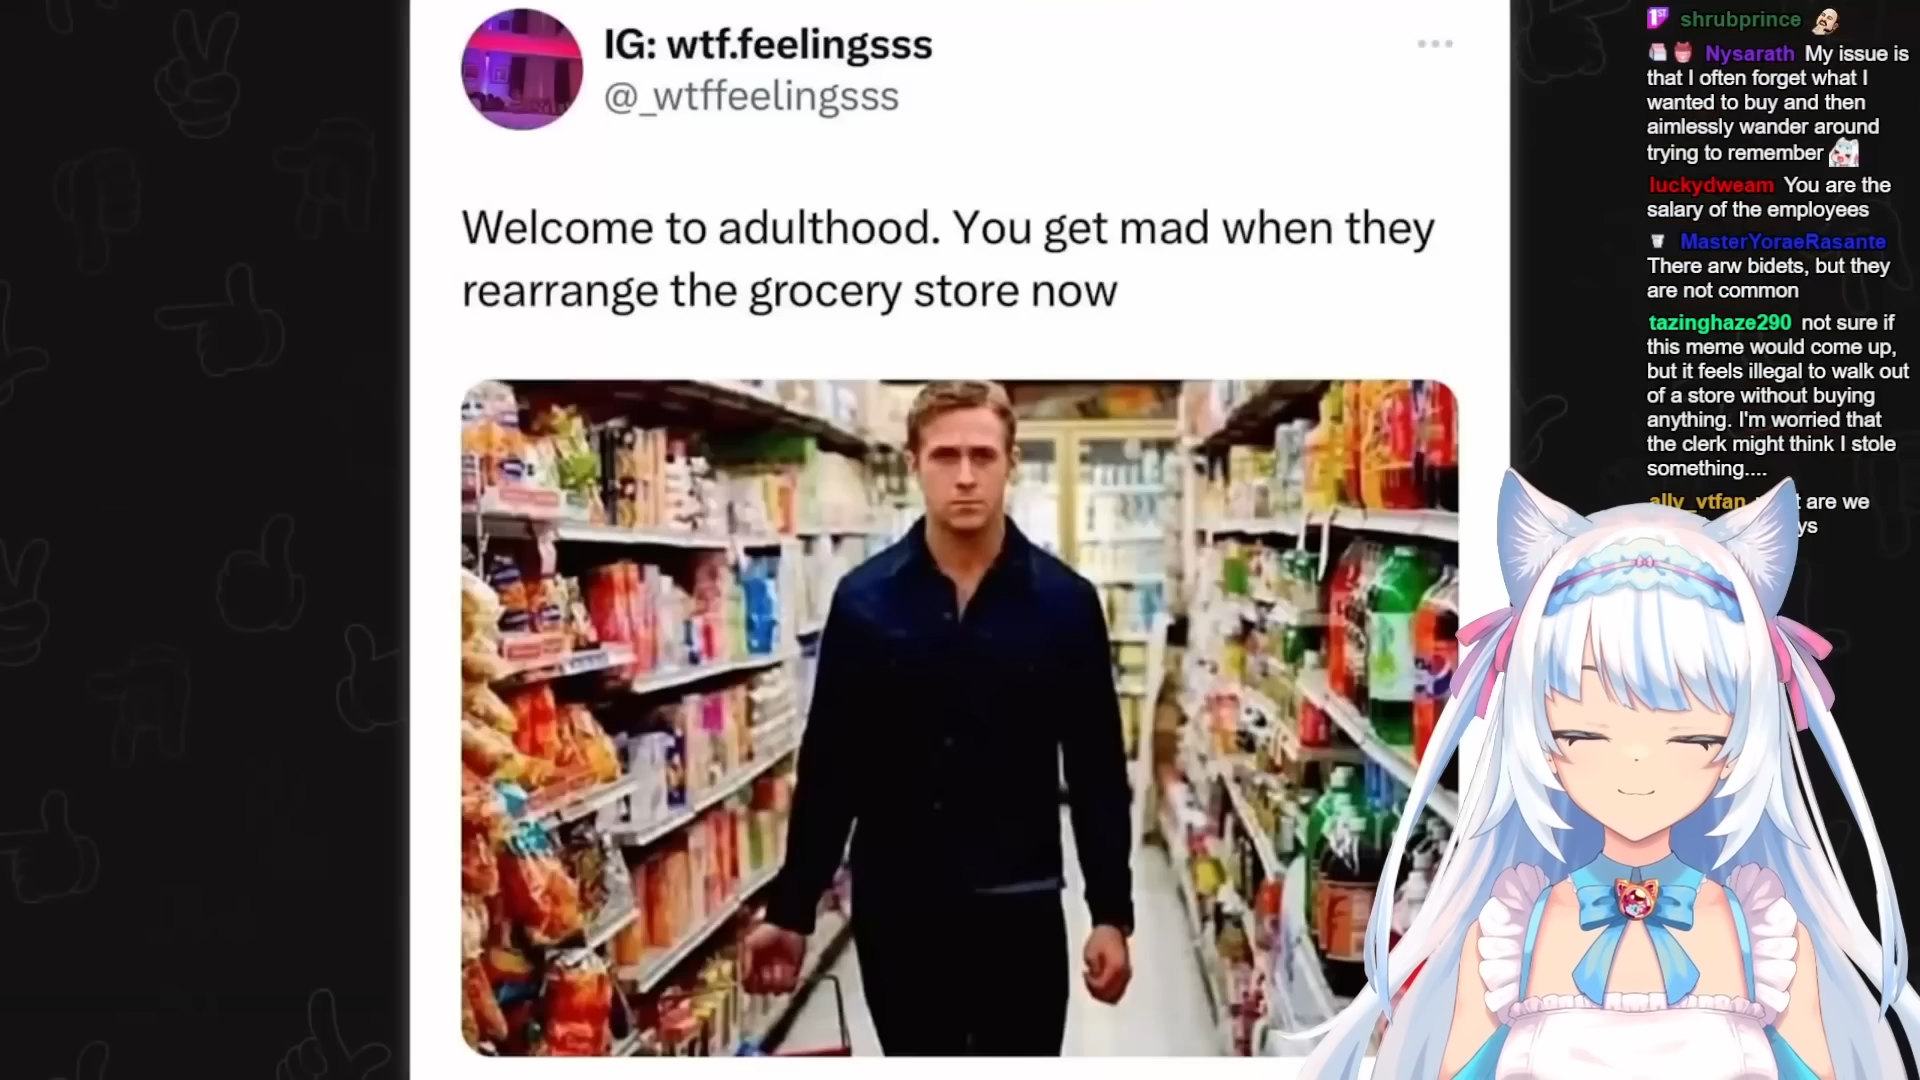 IG: wtf.feelingsss
@_wtffeelingsss
Welcome to adulthood. You get mad when they
rearrange the grocery store now
1ST shrubprince
Nysarath My issue is
that I often forget what I
wanted to buy and then
aimlessly wander around
trying to remember
luckydweam You are the
salary of the employees
MasterYoraeRasante
There arw bidets, but they
are not common
tazinghaze290 not sure if
this meme would come up,
but it feels illegal to walk out
of a store without buying
anything. I'm worried that
the clerk might think I stole
something....
ally_vtfan are we